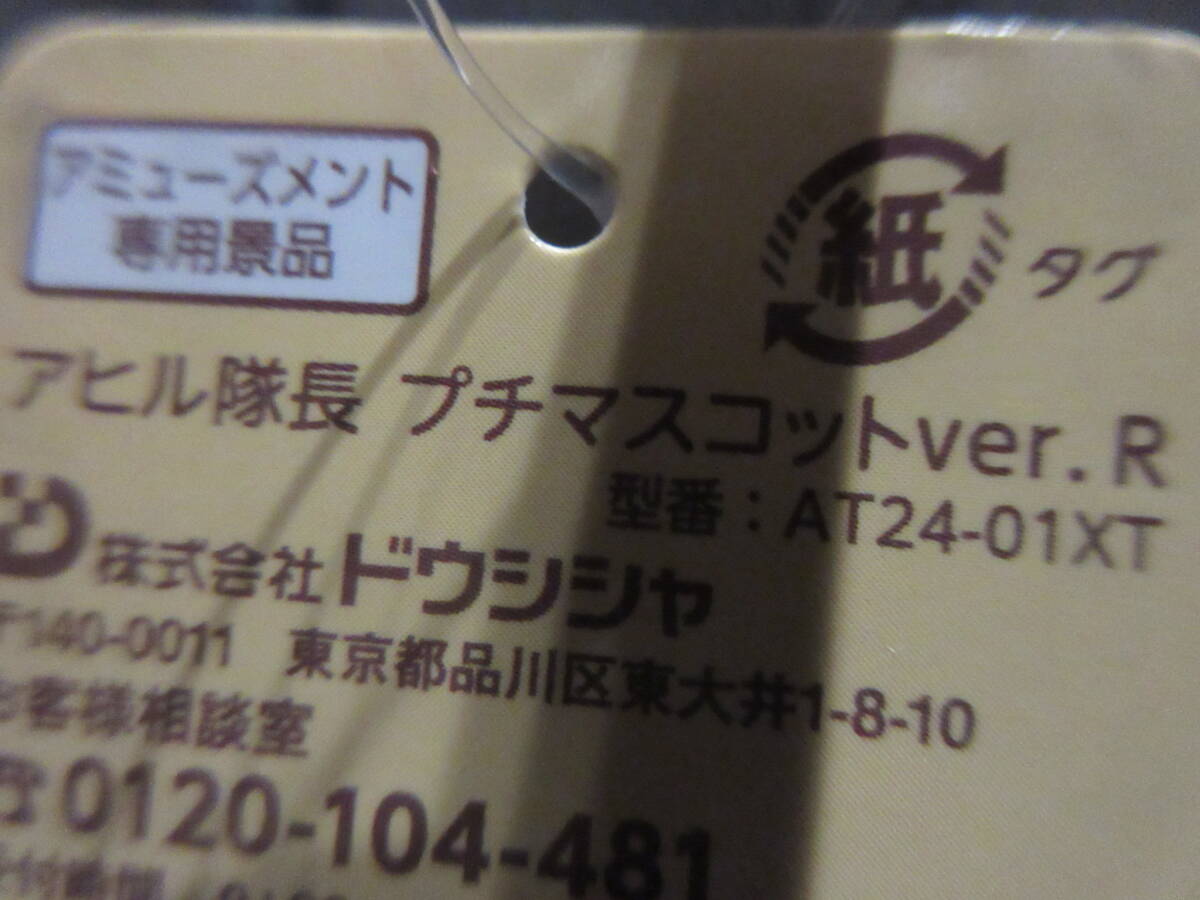 アミューズメント
専用景品
紙 タグ
アヒル隊長 プチマスコットver.R
型番：AT24-01XT
株式会社ドウシシャ
〒140-0011 東京都品川区東大井1-8-10
お客様相談室
☎0120-104-481